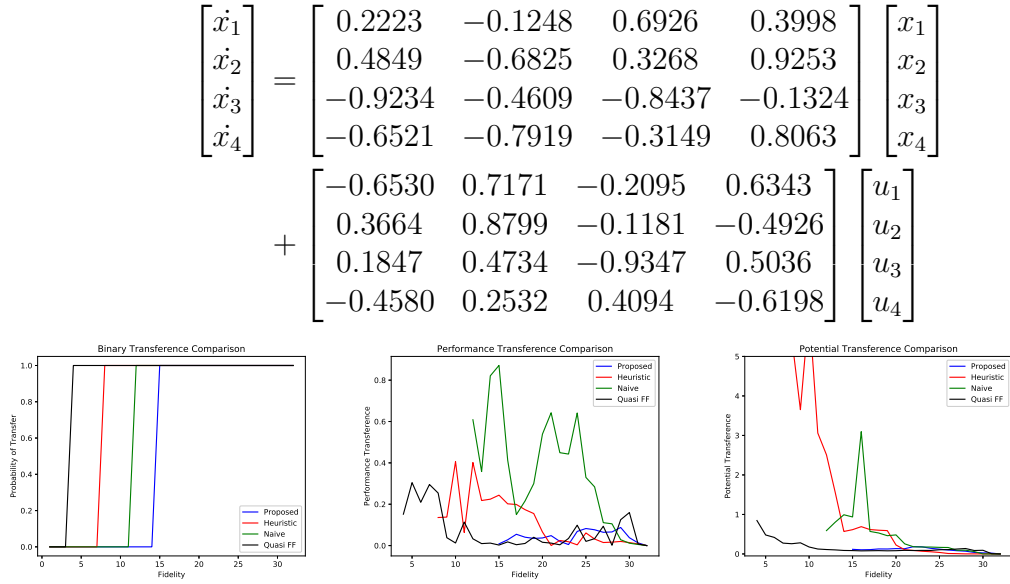 [ẋ₁] = [0.2223 −0.1248 0.6926 0.3998] [x₁]
[ẋ₂] [0.4849 −0.6825 0.3268 0.9253] [x₂]
[ẋ₃] [−0.9234 −0.4609 −0.8437 −0.1324] [x₃]
[ẋ₄] [−0.6521 −0.7919 −0.3149 0.8063] [x₄]
+ [−0.6530 0.7171 −0.2095 0.6343] [u₁]
[0.3664 0.8799 −0.1181 −0.4926] [u₂]
[0.1847 0.4734 −0.9347 0.5036] [u₃]
[−0.4580 0.2532 0.4094 −0.6198] [u₄]
Binary Transference Comparison
Probability of Transfer
1.0
0.8
0.6
0.4
0.2
0.0
0 5 10 15 20 25 30
Fidelity
Proposed
Heuristic
Naive
Quasi FF
Performance Transference Comparison
Performance Transference
0.8
0.6
0.4
0.2
0.0
5 10 15 20 25 30
Fidelity
Proposed
Heuristic
Naive
Quasi FF
Potential Transference Comparison
Potential Transference
5
4
3
2
1
0
5 10 15 20 25 30
Fidelity
Proposed
Heuristic
Naive
Quasi FF